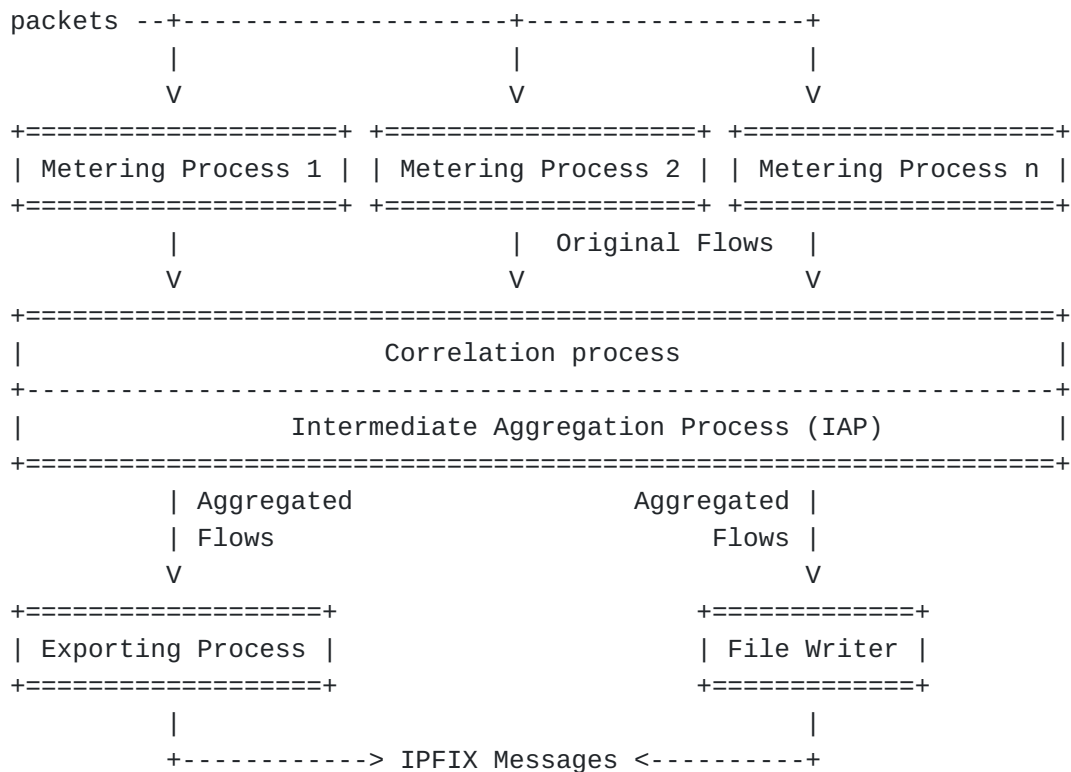 packets --+---------------------+------------------+
          |                     |                  |
          V                     V                  V
+====================+ +====================+ +====================+
| Metering Process 1 | | Metering Process 2 | | Metering Process n |
+====================+ +====================+ +====================+
          |                     |  Original Flows  |
          V                     V                  V
+==================================================================+
|                       Correlation process                        |
+------------------------------------------------------------------+
|                 Intermediate Aggregation Process (IAP)           |
+==================================================================+
          | Aggregated                  Aggregated |
          | Flows                            Flows |
          V                                        V
+===================+                       +=============+
| Exporting Process |                       | File Writer |
+===================+                       +=============+
          |                                        |
          +------------> IPFIX Messages <----------+